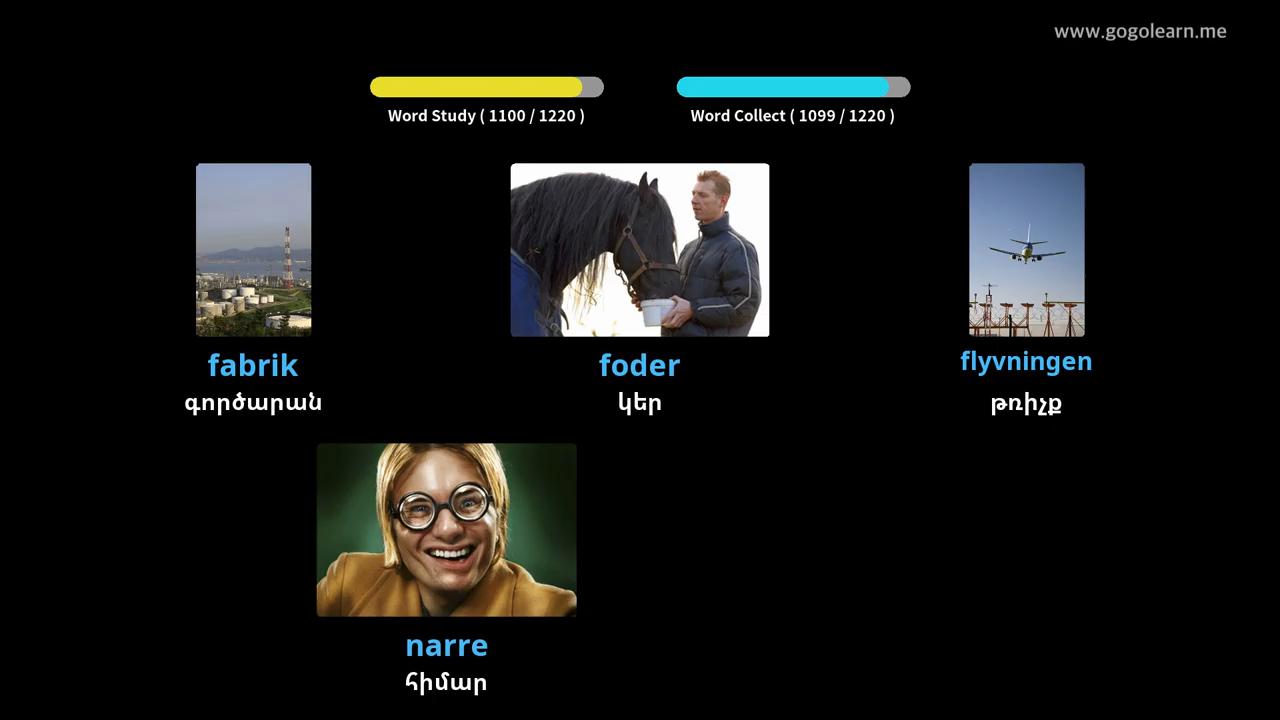 www.gogolearn.me
Word Study ( 1100 / 1220 )
Word Collect ( 1099 / 1220 )
fabrik
գործարան
foder
կեր
flyvningen
թռիչք
narre
հիմար